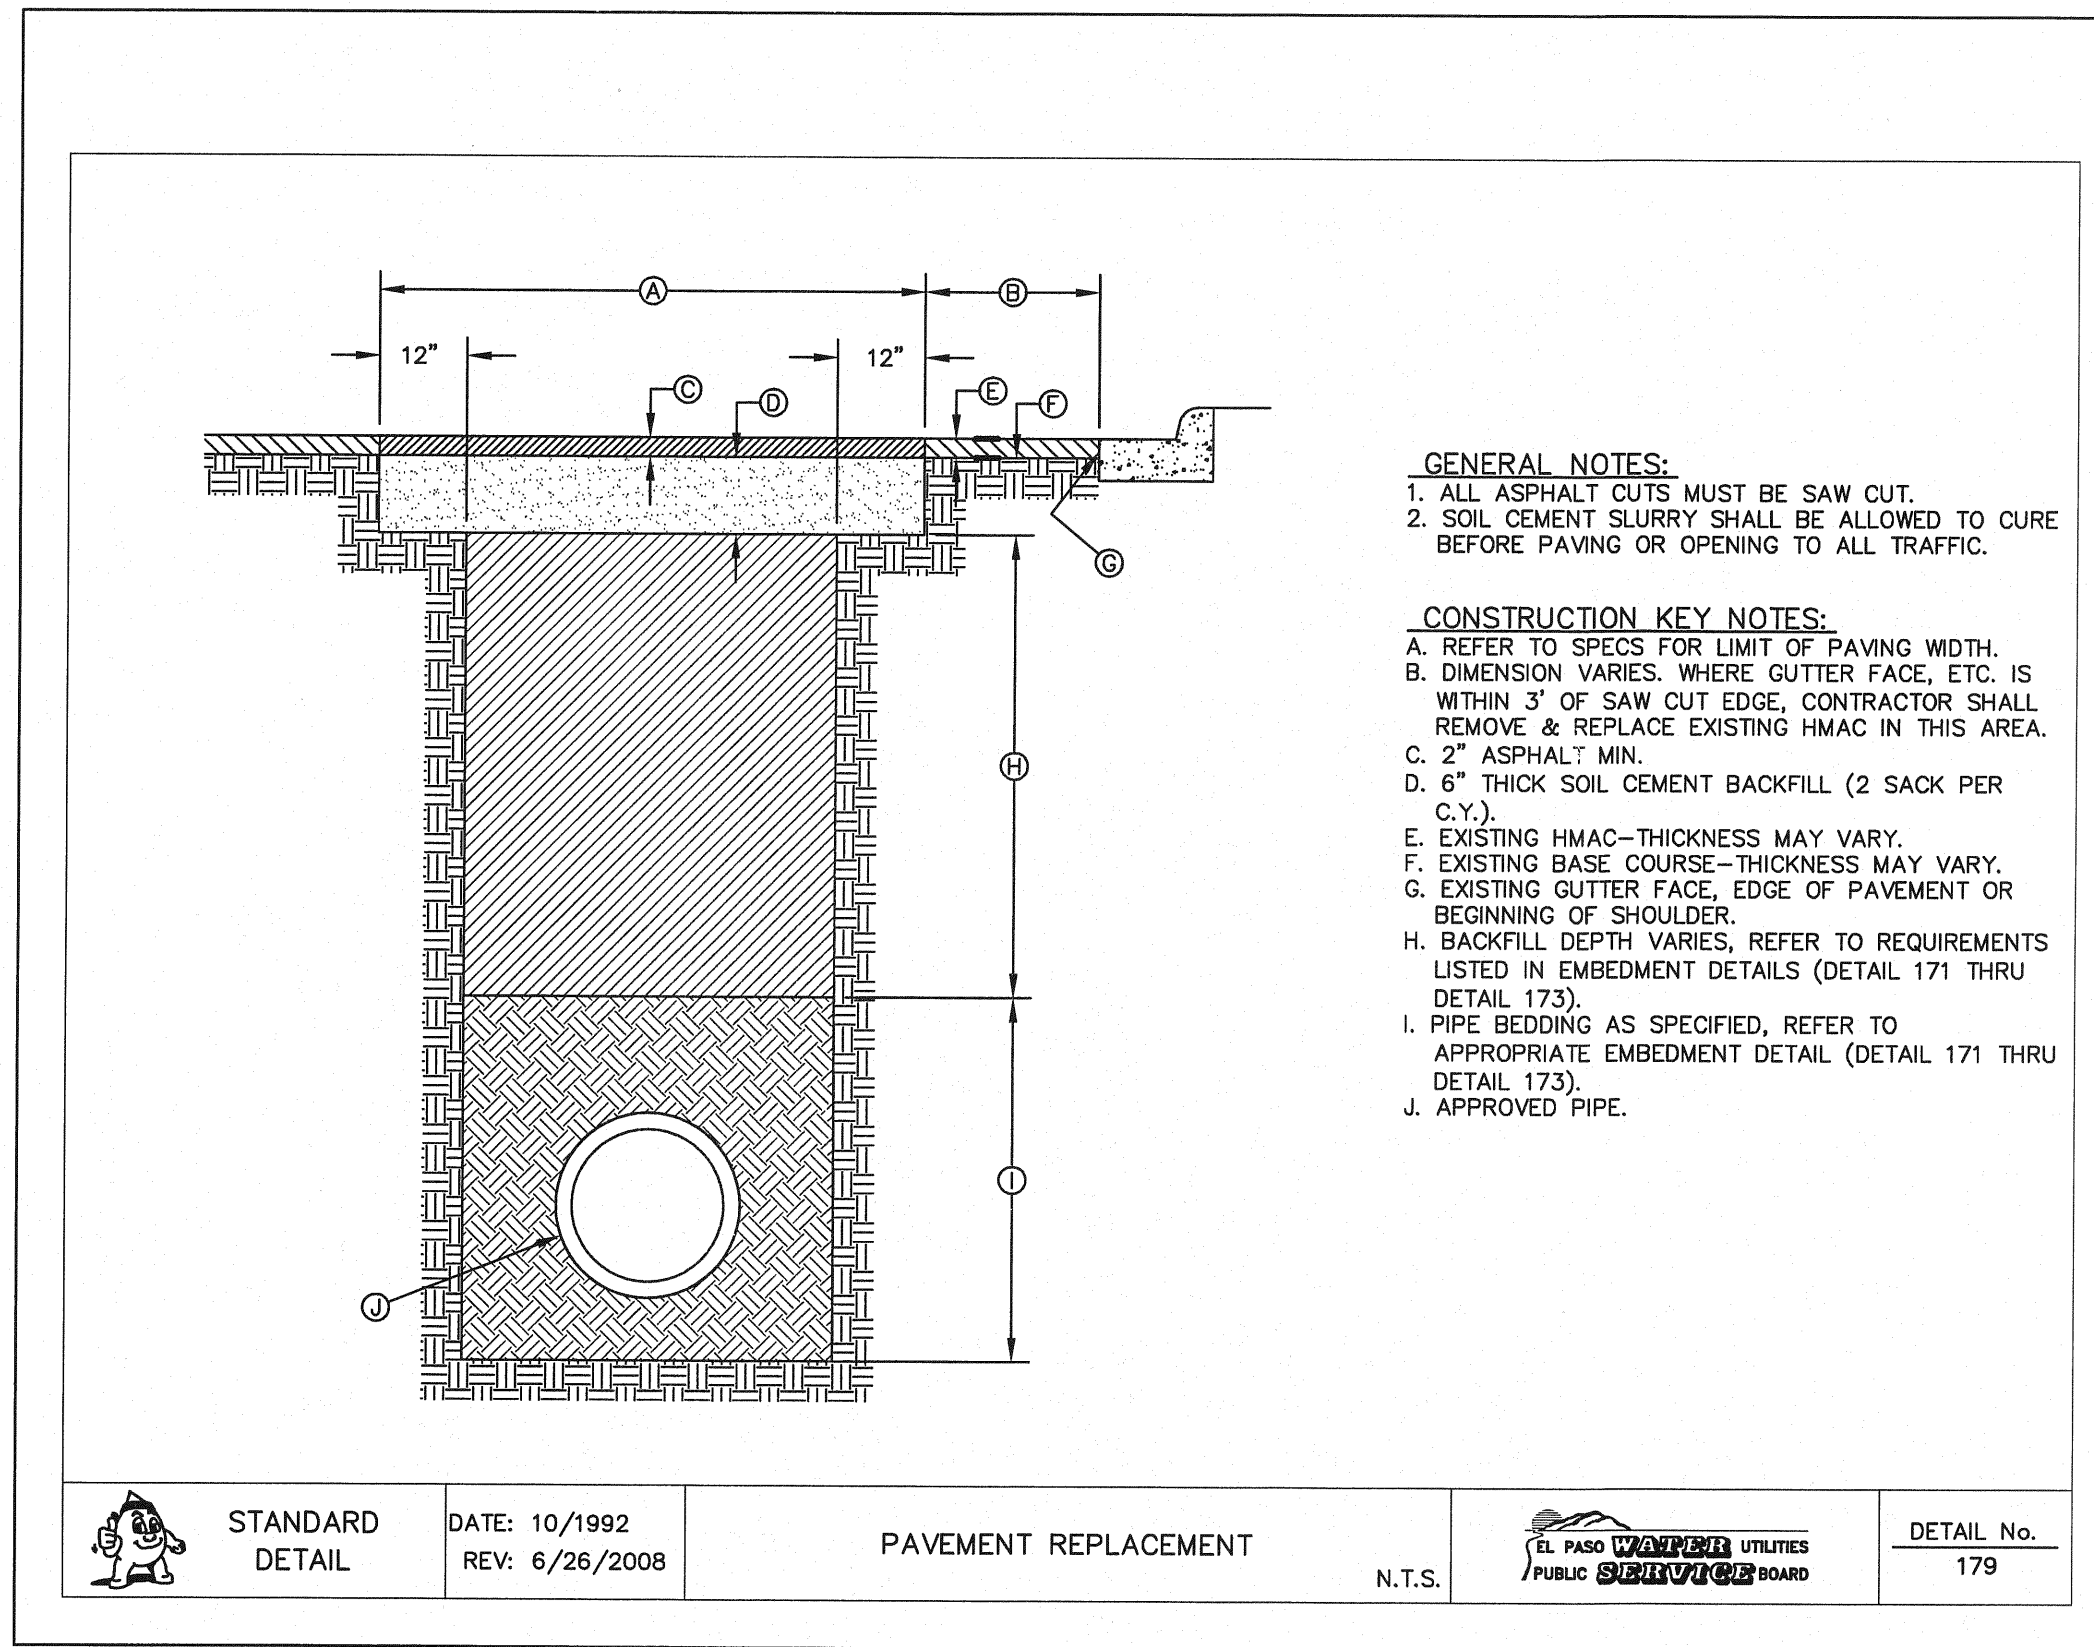 A
B
12"
12"
C
D
E
F
G
H
I
J
GENERAL NOTES:
1. ALL ASPHALT CUTS MUST BE SAW CUT.
2. SOIL CEMENT SLURRY SHALL BE ALLOWED TO CURE
BEFORE PAVING OR OPENING TO ALL TRAFFIC.
CONSTRUCTION KEY NOTES:
A. REFER TO SPECS FOR LIMIT OF PAVING WIDTH.
B. DIMENSION VARIES. WHERE GUTTER FACE, ETC. IS
WITHIN 3' OF SAW CUT EDGE, CONTRACTOR SHALL
REMOVE & REPLACE EXISTING HMAC IN THIS AREA.
C. 2" ASPHALT MIN.
D. 6" THICK SOIL CEMENT BACKFILL (2 SACK PER
C.Y.).
E. EXISTING HMAC-THICKNESS MAY VARY.
F. EXISTING BASE COURSE-THICKNESS MAY VARY.
G. EXISTING GUTTER FACE, EDGE OF PAVEMENT OR
BEGINNING OF SHOULDER.
H. BACKFILL DEPTH VARIES, REFER TO REQUIREMENTS
LISTED IN EMBEDMENT DETAILS (DETAIL 171 THRU
DETAIL 173).
I. PIPE BEDDING AS SPECIFIED, REFER TO
APPROPRIATE EMBEDMENT DETAIL (DETAIL 171 THRU
DETAIL 173).
J. APPROVED PIPE.
STANDARD
DETAIL
DATE: 10/1992
REV: 6/26/2008
PAVEMENT REPLACEMENT
N.T.S.
EL PASO WATER UTILITIES
PUBLIC SERVICE BOARD
DETAIL No.
179